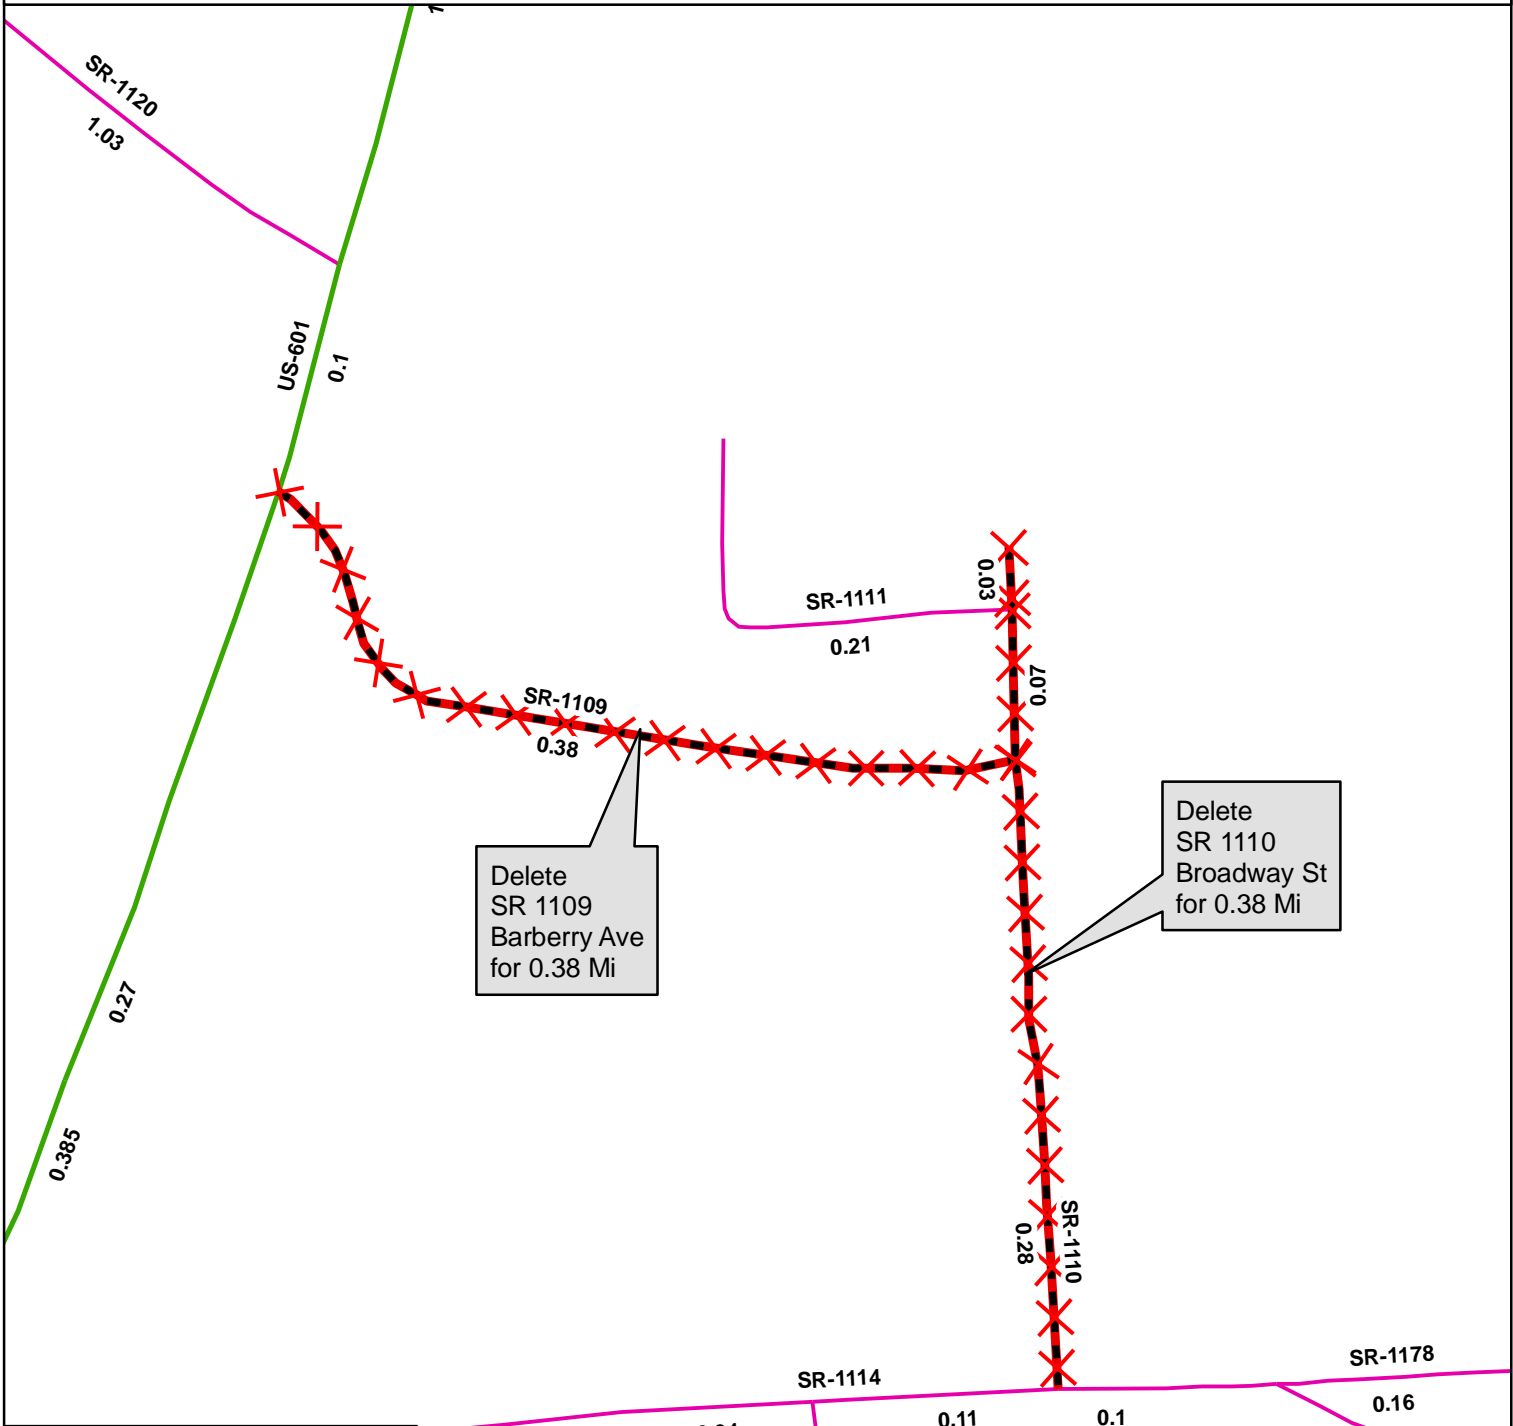 1
SR-1120
1.03
US-601
0.1
SR-1111
0.21
0.03
0.07
SR-1109
0.38
Delete
SR 1109
Barberry Ave
for 0.38 Mi
Delete
SR 1110
Broadway St
for 0.38 Mi
0.27
0.385
SR-1110
0.28
SR-1114
SR-1178
0.11
0.1
0.16